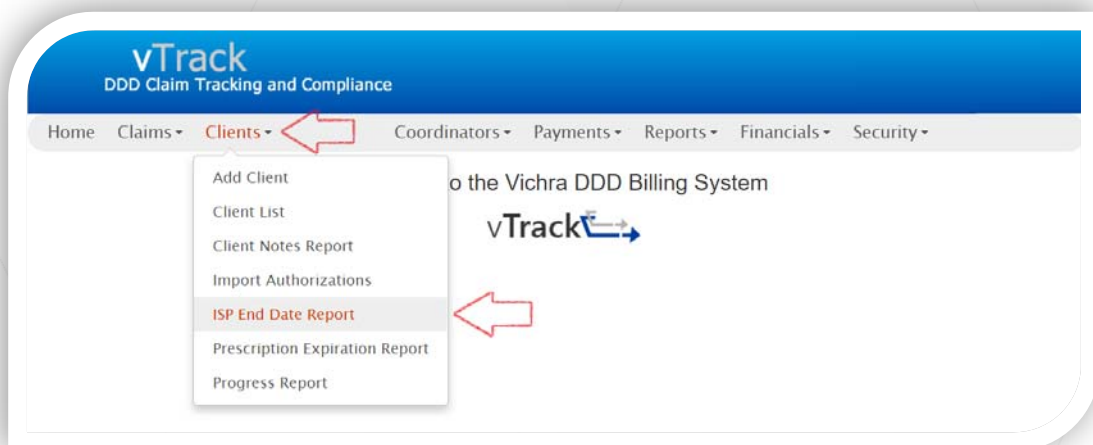 vTrack
DDD Claim Tracking and Compliance
Home Claims Clients Coordinators Payments Reports Financials Security
Add Client
o the Vichra DDD Billing System
Client List
vTrack
Client Notes Report
Import Authorizations
ISP End Date Report
Prescription Expiration Report
Progress Report